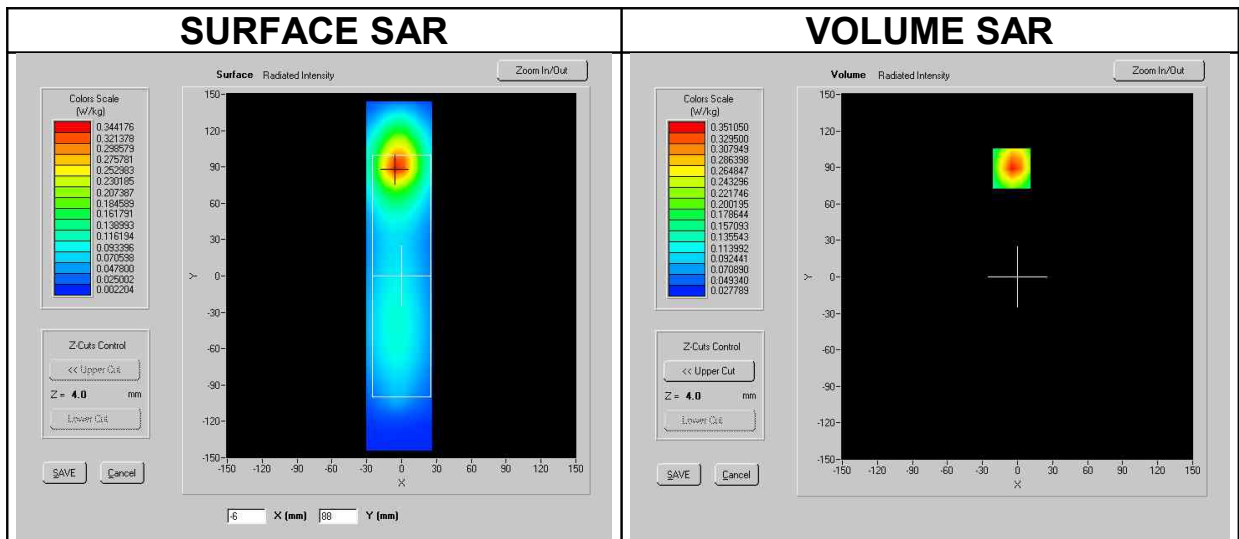 SURFACE SAR
VOLUME SAR
Surface Radiated Intensity
Zoom In/Out
Colors Scale
(W/kg)
0.344176
0.321378
0.298579
0.275781
0.252983
0.230185
0.207387
0.184589
0.161791
0.138993
0.116194
0.093396
0.070598
0.047800
0.025002
0.002204
Z-Cuts Control
<< Upper Cut
Z = 4.0 mm
Lower Cut
SAVE Cancel
150
120
90
60
30
0
-30
-60
-90
-120
-150
Y
-150 -120 -90 -60 -30 0 30 60 90 120 150
X
-6 X (mm) 88 Y (mm)
Volume Radiated Intensity
Zoom In/Out
Colors Scale
(W/kg)
0.351050
0.329500
0.307949
0.286398
0.264847
0.243296
0.221746
0.200195
0.178644
0.157093
0.135543
0.113992
0.092441
0.070890
0.049340
0.027789
Z-Cuts Control
<< Upper Cut
Z = 4.0 mm
Lower Cut
SAVE Cancel
150
120
90
60
30
0
-30
-60
-90
-120
-150
Y
-150 -120 -90 -60 -30 0 30 60 90 120 150
X